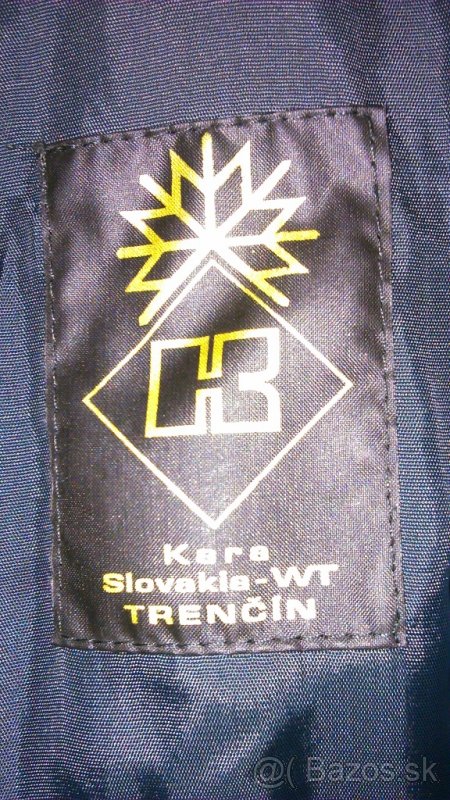 Kara
Slovakia-WT
TRENČÍN
@( Bazos.sk